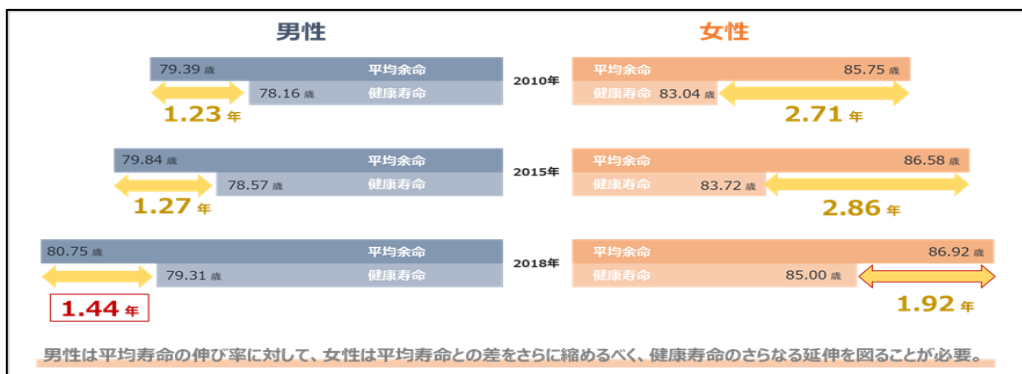 男性 女性
79.39 歳 平均余命 2010年 平均余命 85.75 歳
78.16 歳 健康寿命 健康寿命 83.04 歳
1.23 年 2.71 年
79.84 歳 平均余命 2015年 平均余命 86.58 歳
78.57 歳 健康寿命 健康寿命 83.72 歳
1.27 年 2.86 年
80.75 歳 平均余命 2018年 平均余命 86.92 歳
79.31 歳 健康寿命 健康寿命 85.00 歳
1.44 年 1.92 年
男性は平均寿命の伸び率に対して、女性は平均寿命との差をさらに縮めるべく、健康寿命のさらなる延伸を図ることが必要。